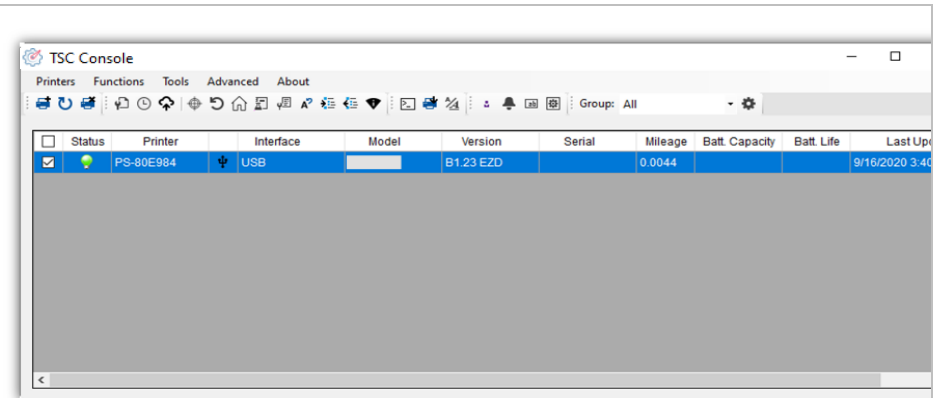 TSC Console
Printers Functions Tools Advanced About
Group: All
Status Printer Interface Model Version Serial Mileage Batt. Capacity Batt. Life Last Upd
PS-80E984 USB B1.23 EZD 0.0044 9/16/2020 3:40